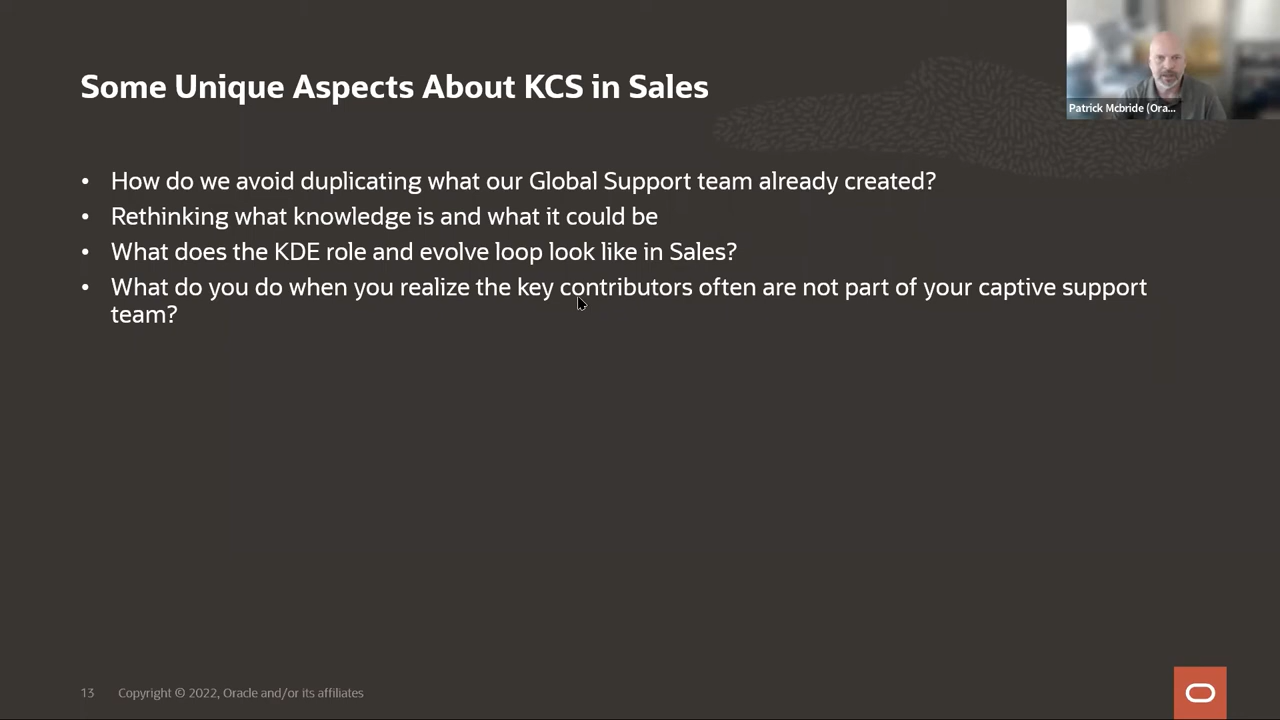 Some Unique Aspects About KCS in Sales
Patrick Mcbride (Ora...
• How do we avoid duplicating what our Global Support team already created?
• Rethinking what knowledge is and what it could be
• What does the KDE role and evolve loop look like in Sales?
• What do you do when you realize the key contributors often are not part of your captive support
team?
13 Copyright © 2022, Oracle and/or its affiliates